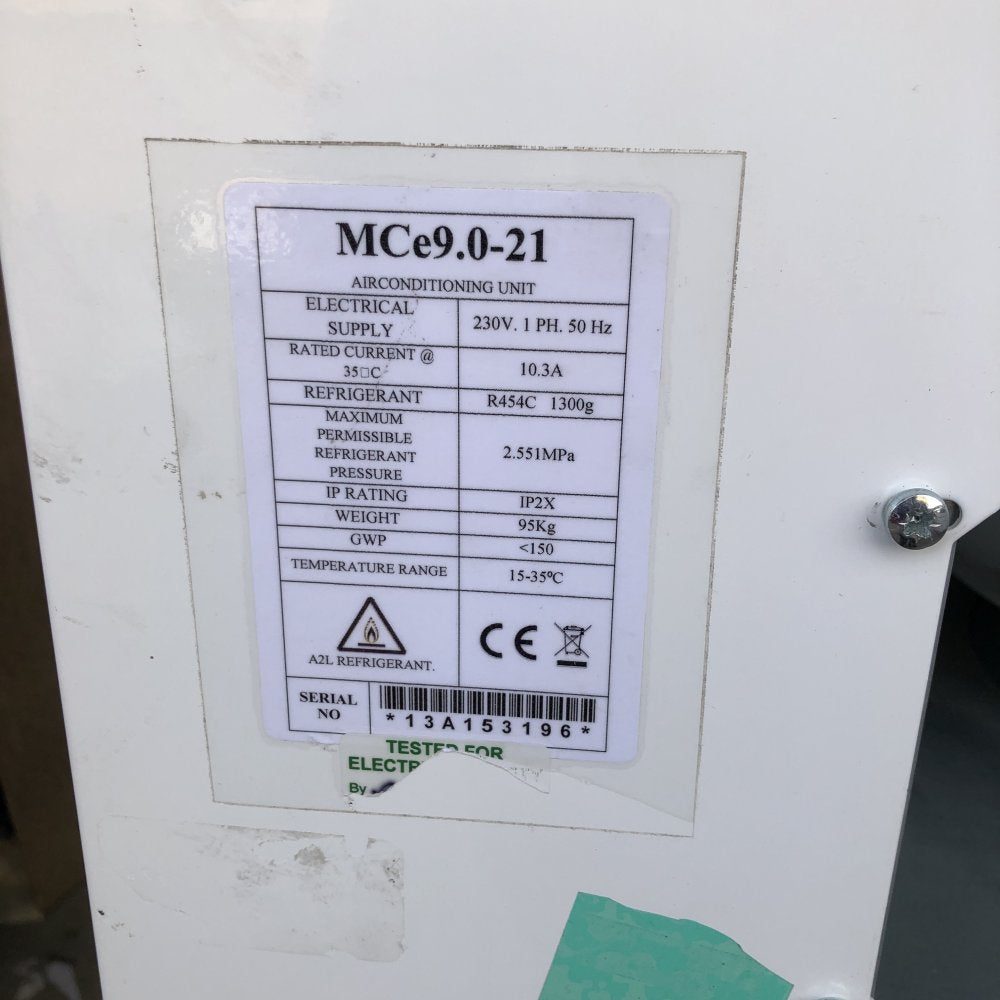 MCe9.0-21
AIRCONDITIONING UNIT
ELECTRICAL
SUPPLY
230V. 1 PH. 50 Hz
RATED CURRENT @
35□C
10.3A
REFRIGERANT
R454C 1300g
MAXIMUM
PERMISSIBLE
REFRIGERANT
PRESSURE
2.551MPa
IP RATING
IP2X
WEIGHT
95Kg
GWP
<150
TEMPERATURE RANGE
15-35ºC
A2L REFRIGERANT.
CE
SERIAL
NO
*13A153196*
TESTED FOR
By